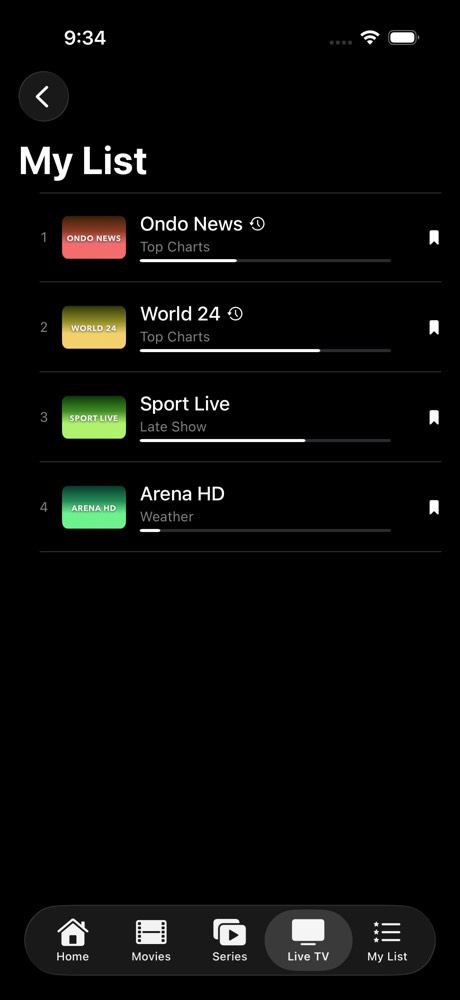 9:34
My List
1
ONDO NEWS
Ondo News
Top Charts
2
WORLD 24
World 24
Top Charts
3
SPORT LIVE
Sport Live
Late Show
4
ARENA HD
Arena HD
Weather
Home
Movies
Series
Live TV
My List